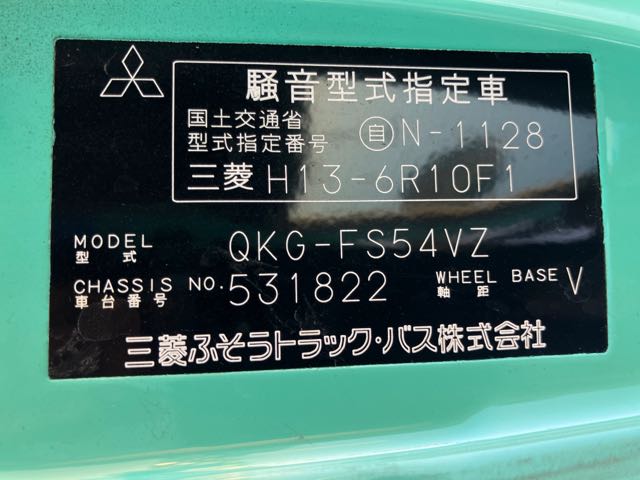 騒音型式指定車
国土交通省
型式指定番号 自N-1128
三菱 H13-6R10F1
MODEL
型式 QKG-FS54VZ
CHASSIS NO. 531822 WHEEL BASE V
車台番号 軸距
三菱ふそうトラック・バス株式会社